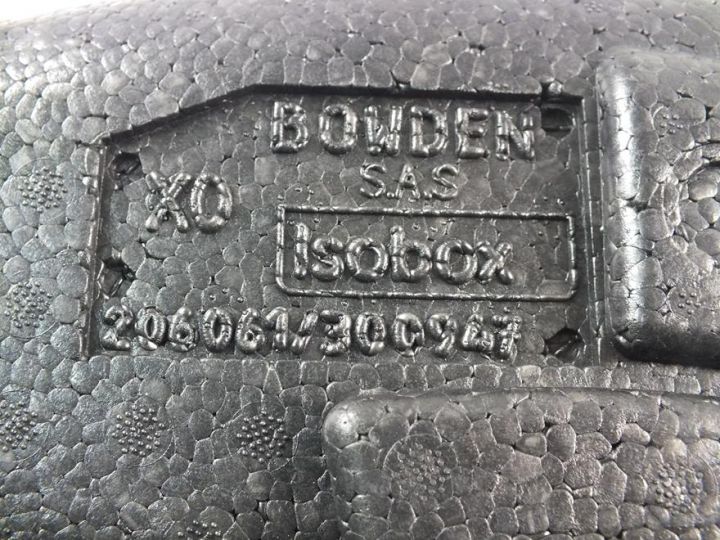 BOWDEN
S.A.S
XO
Isobox
206061/300947